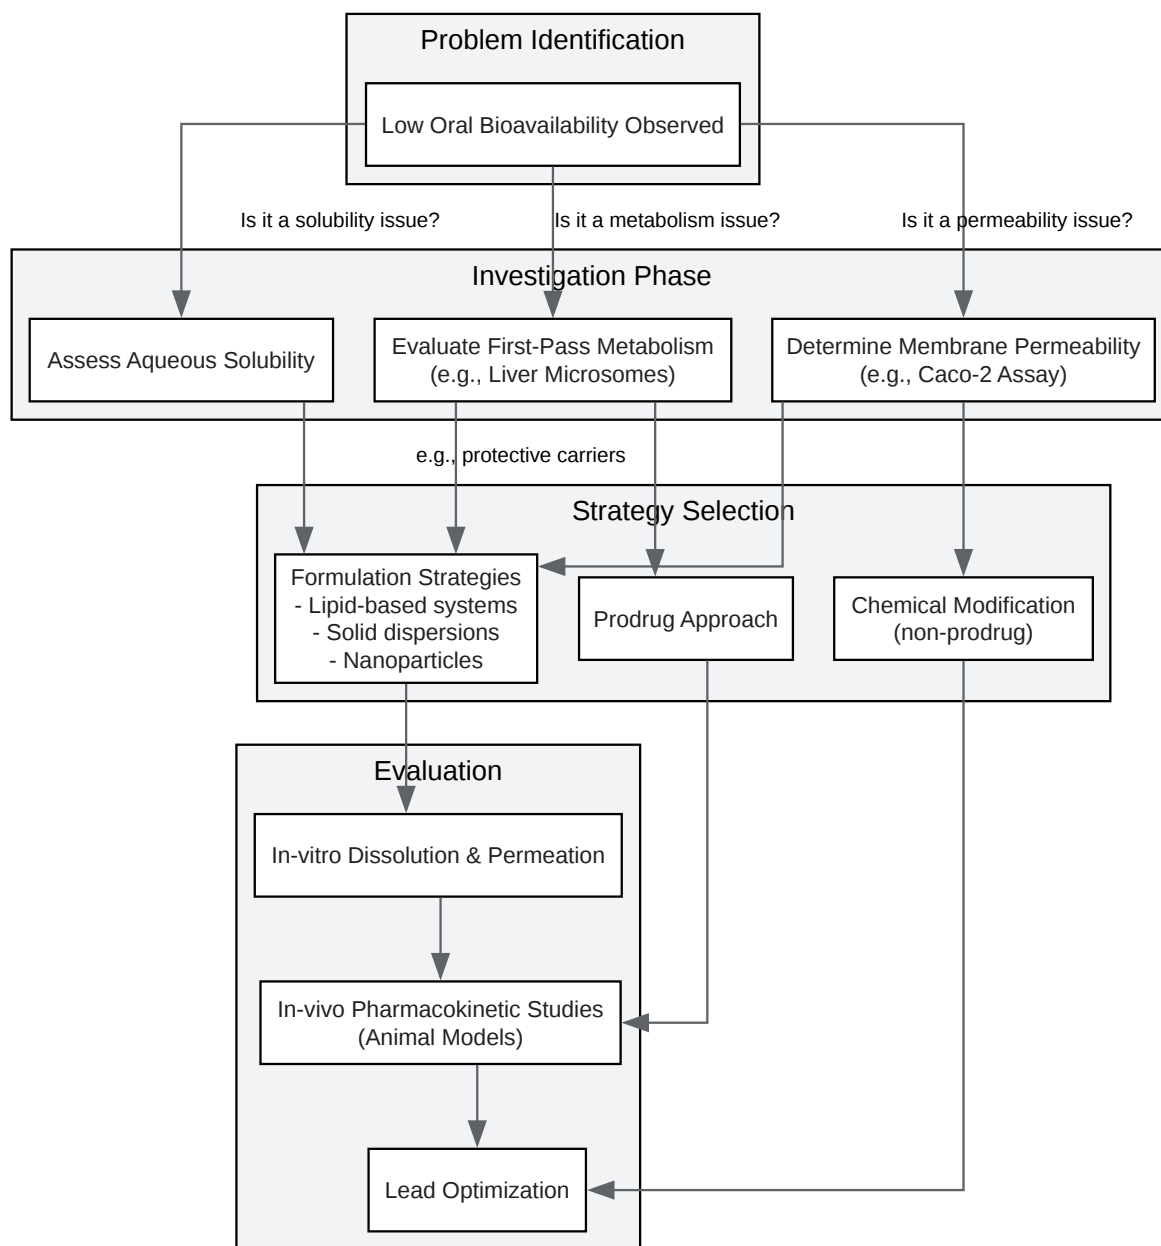 Problem Identification
Low Oral Bioavailability Observed
Is it a solubility issue?
Is it a metabolism issue?
Is it a permeability issue?
Investigation Phase
Assess Aqueous Solubility
Evaluate First-Pass Metabolism
(e.g., Liver Microsomes)
Determine Membrane Permeability
(e.g., Caco-2 Assay)
e.g., protective carriers
Strategy Selection
Formulation Strategies
- Lipid-based systems
- Solid dispersions
- Nanoparticles
Prodrug Approach
Chemical Modification
(non-prodrug)
Evaluation
In-vitro Dissolution & Permeation
In-vivo Pharmacokinetic Studies
(Animal Models)
Lead Optimization